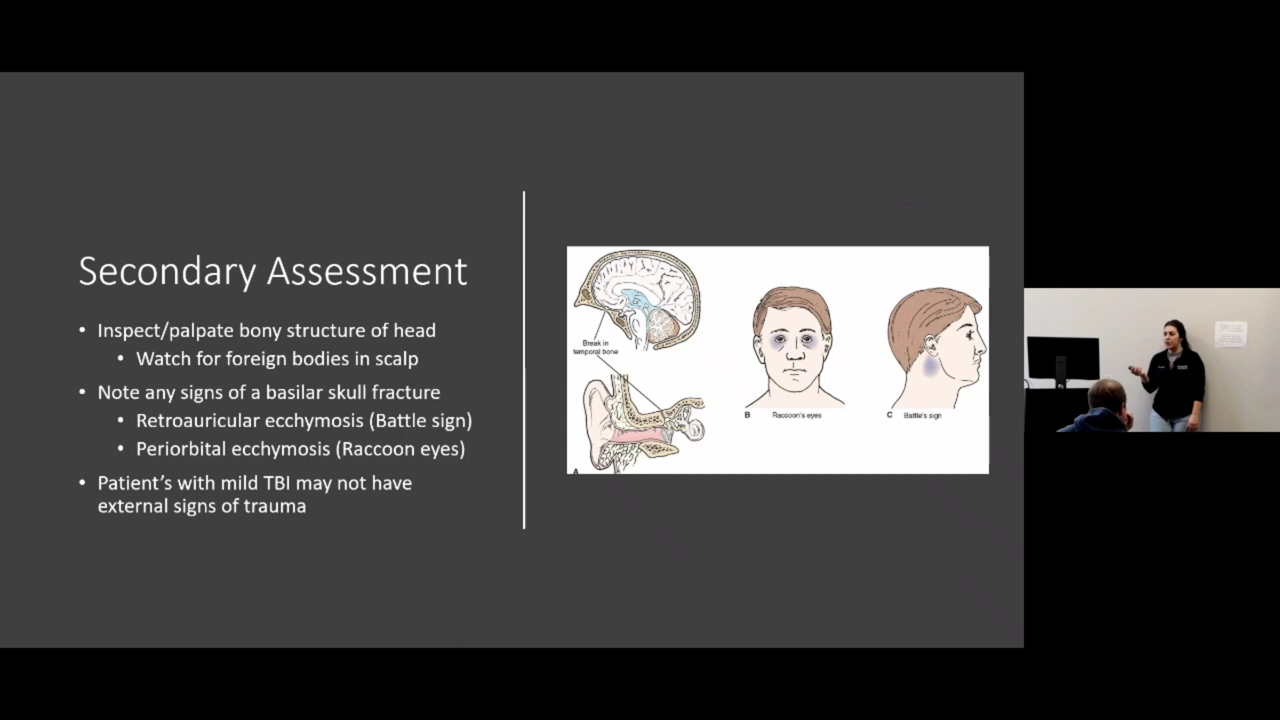 Secondary Assessment
• Inspect/palpate bony structure of head
• Watch for foreign bodies in scalp
• Note any signs of a basilar skull fracture
• Retroauricular ecchymosis (Battle sign)
• Periorbital ecchymosis (Raccoon eyes)
• Patient's with mild TBI may not have
external signs of trauma
Break in
temporal bone
A
B Raccoon's eyes
C Battle's sign